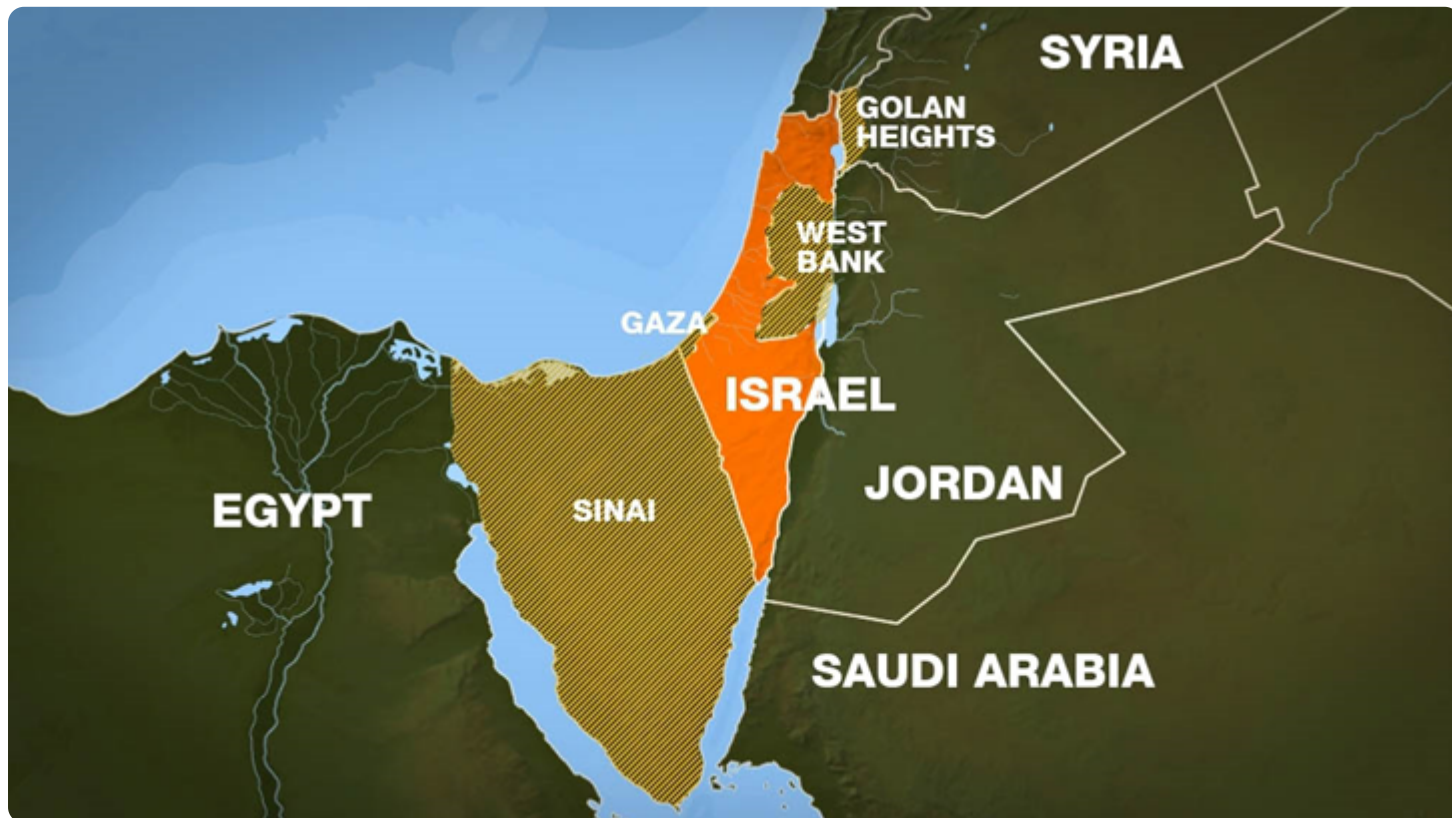 SYRIA
GOLAN
HEIGHTS
WEST
BANK
GAZA
ISRAEL
JORDAN
EGYPT
SINAI
SAUDI ARABIA